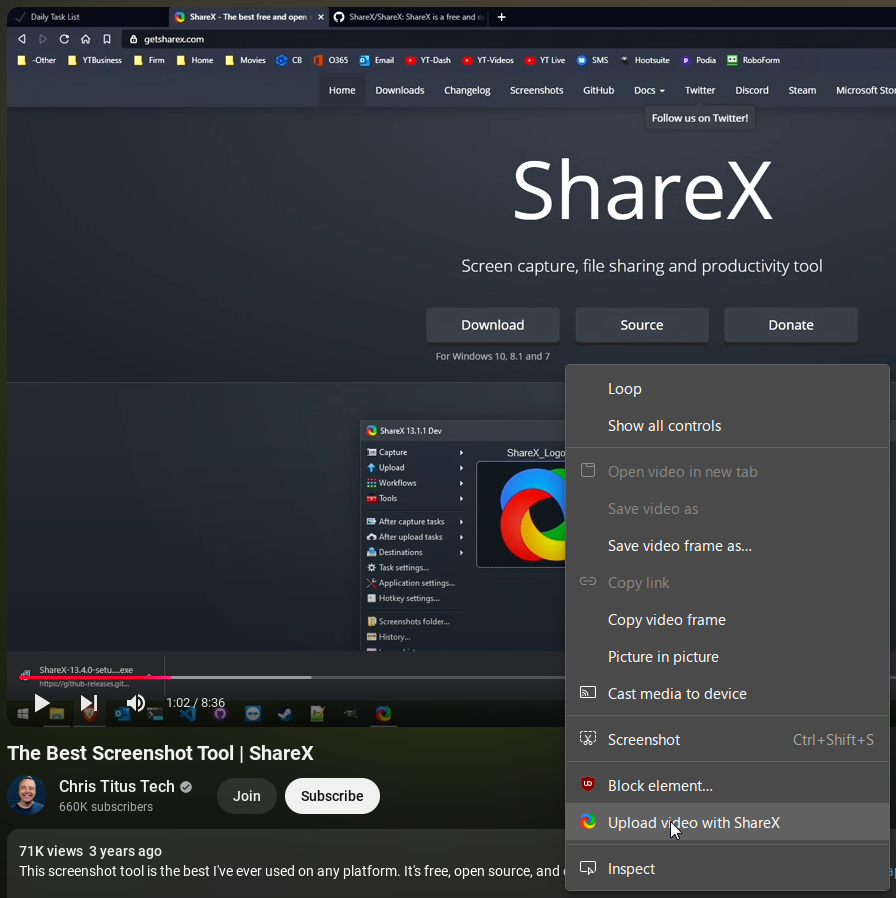 Daily Task List
ShareX - The best free and open
ShareX/ShareX: ShareX is a free and o
getsharex.com
-Other YTBusiness Firm Home Movies CB O365 Email YT-Dash YT-Videos YT Live SMS Hootsuite Podia RoboForm
Home Downloads Changelog Screenshots GitHub Docs Twitter Discord Steam Microsoft Stor
Follow us on Twitter!
ShareX
Screen capture, file sharing and productivity tool
Download Source Donate
For Windows 10, 8.1 and 7
ShareX 13.1.1 Dev
Capture
Upload
Workflows
Tools
After capture tasks
After upload tasks
Destinations
Task settings...
Application settings...
Hotkey settings...
Screenshots folder...
History...
ShareX_Logo
ShareX-13.4.0-setu....exe
https://github-releases.git...
1:02 / 8:36
Loop
Show all controls
Open video in new tab
Save video as
Save video frame as...
Copy link
Copy video frame
Picture in picture
Cast media to device
Screenshot Ctrl+Shift+S
Block element...
Upload video with ShareX
Inspect
The Best Screenshot Tool | ShareX
Chris Titus Tech
660K subscribers
Join
Subscribe
71K views 3 years ago
This screenshot tool is the best I've ever used on any platform. It's free, open source, and